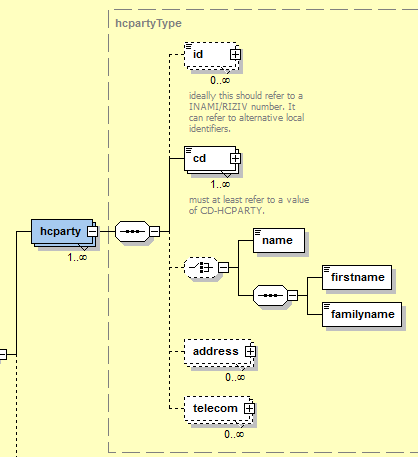 hcpartyType
id
0..∞
ideally this should refer to a
INAMI/RIZIV number. It
can refer to alternative local
identifiers.
cd
1..∞
must at least refer to a value
of CD-HCPARTY.
hcparty
1..∞
name
firstname
familyname
address
0..∞
telecom
0..∞